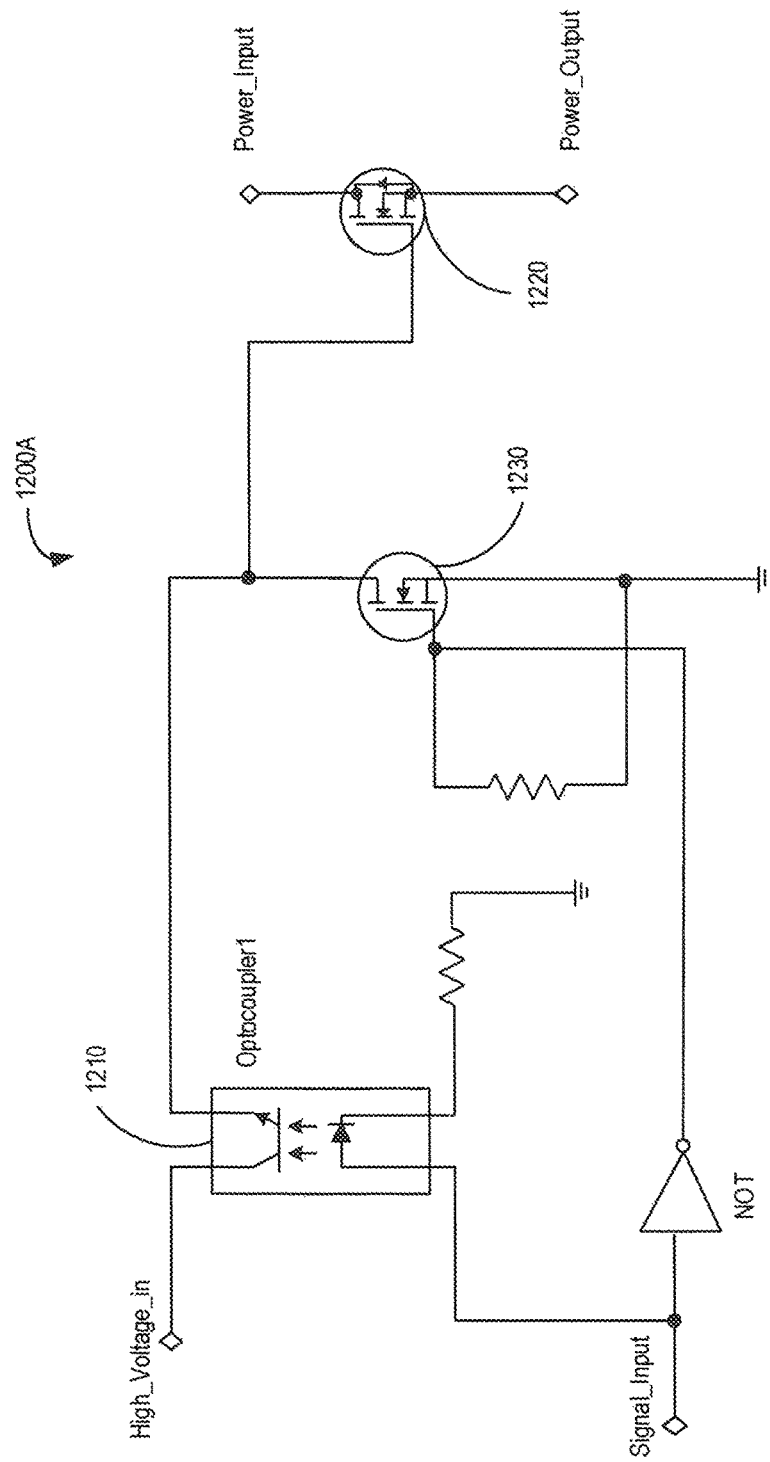 1200A
Power_Input
Power_Output
1220
1230
1210
Optocoupler1
High_Voltage_in
Signal_Input
NOT